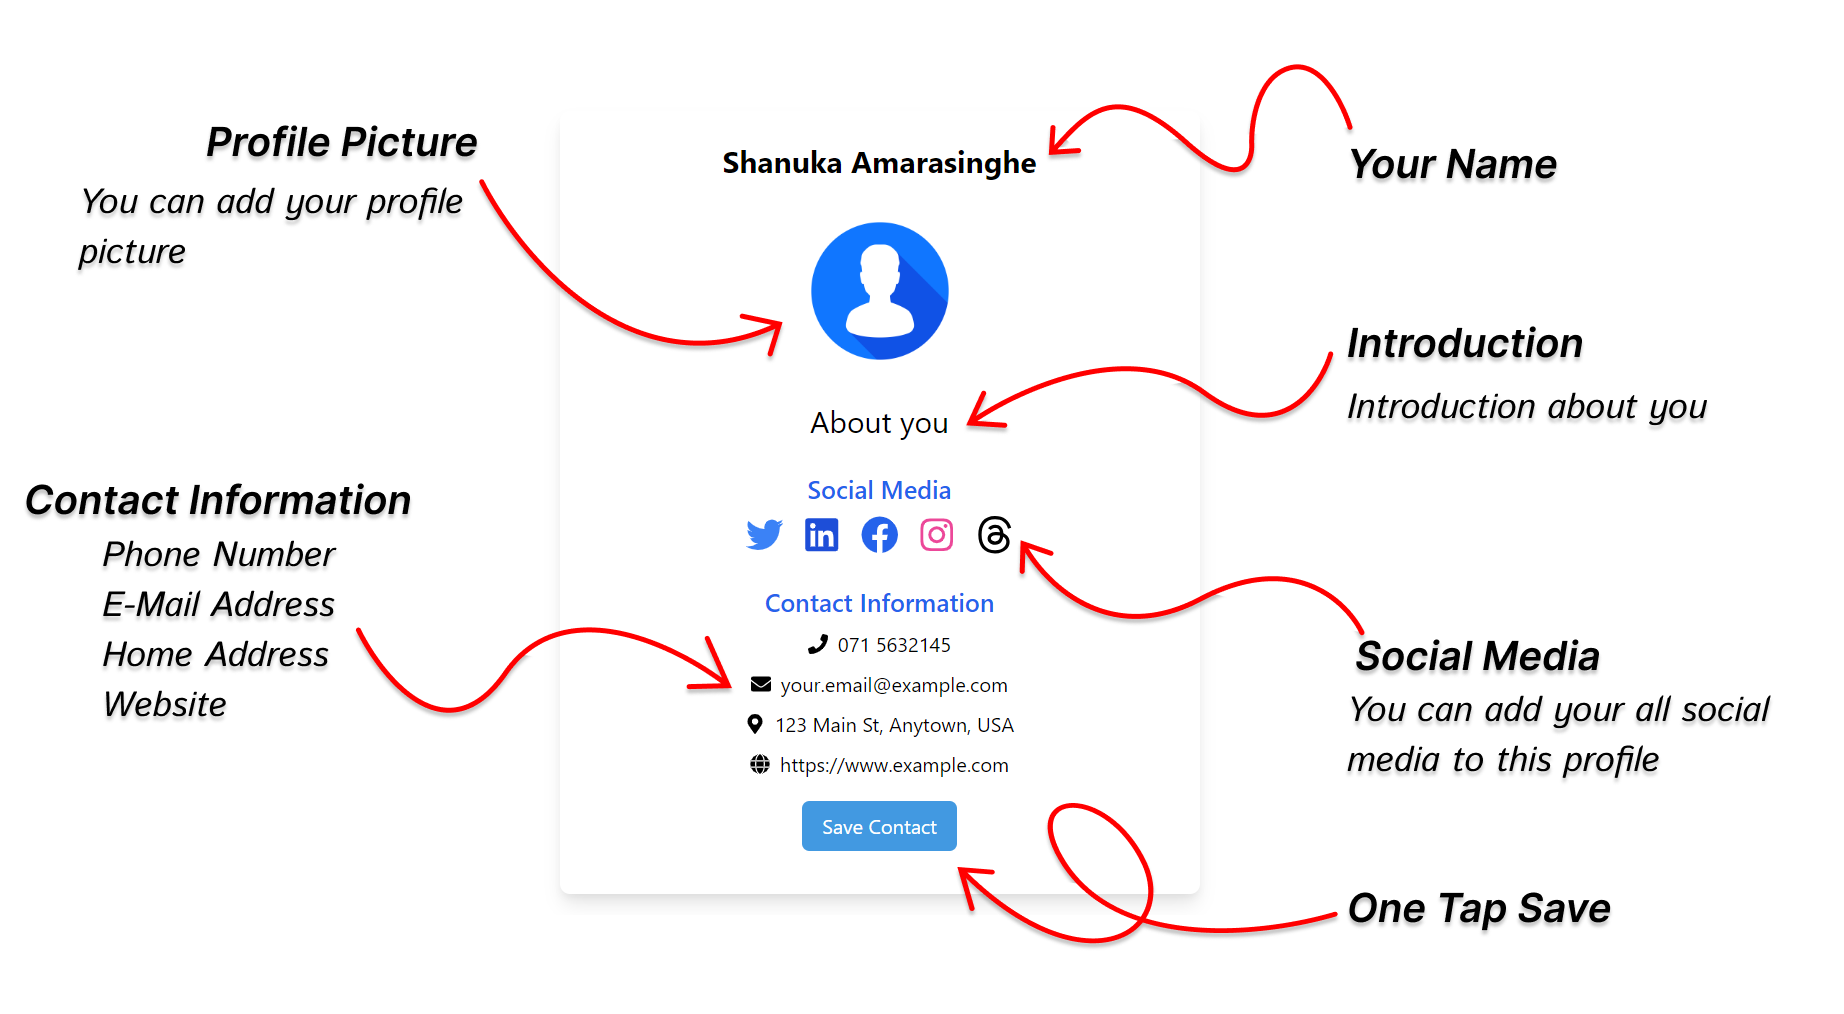 Profile Picture
You can add your profile
picture
Contact Information
Phone Number
E-Mail Address
Home Address
Website
Shanuka Amarasinghe
About you
Social Media
in
Contact Information
071 5632145
your.email@example.com
123 Main St, Anytown, USA
https://www.example.com
Save Contact
Your Name
Introduction
Introduction about you
Social Media
You can add your all social
media to this profile
One Tap Save